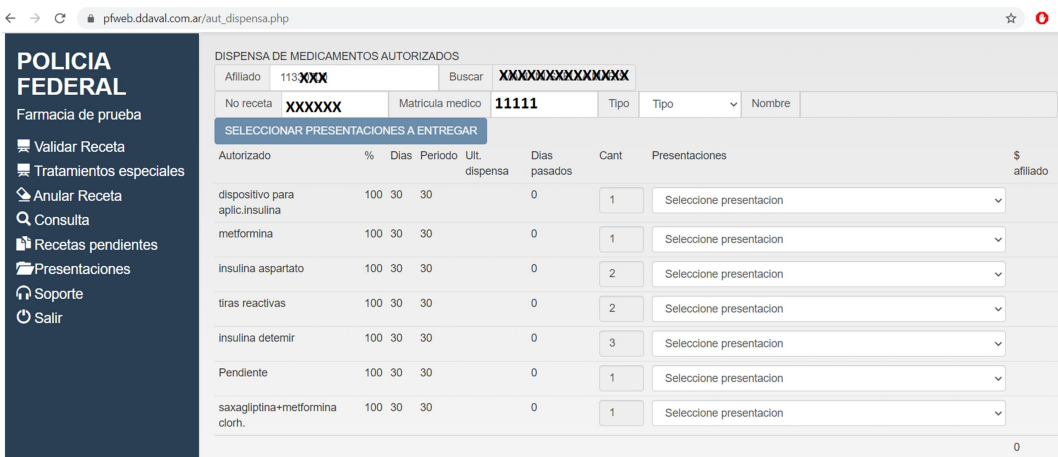 pfweb.ddaval.com.ar/aut_dispensa.php
POLICIA
FEDERAL
Farmacia de prueba
Validar Receta
Tratamientos especiales
Anular Receta
Consulta
Recetas pendientes
Presentaciones
Soporte
Salir
DISPENSA DE MEDICAMENTOS AUTORIZADOS
Afiliado 113 XXX Buscar XXXXXXXXXXXXXX
No receta XXXXXX Matricula medico 11111 Tipo Tipo Nombre
SELECCIONAR PRESENTACIONES A ENTREGAR
Autorizado % Dias Periodo Ult. dispensa Dias pasados Cant Presentaciones $ afiliado
dispositivo para aplic.insulina 100 30 30 0 1 Seleccione presentacion
metformina 100 30 30 0 1 Seleccione presentacion
insulina aspartato 100 30 30 0 2 Seleccione presentacion
tiras reactivas 100 30 30 0 2 Seleccione presentacion
insulina detemir 100 30 30 0 3 Seleccione presentacion
Pendiente 100 30 30 0 1 Seleccione presentacion
saxagliptina+metformina clorh. 100 30 30 0 1 Seleccione presentacion
0